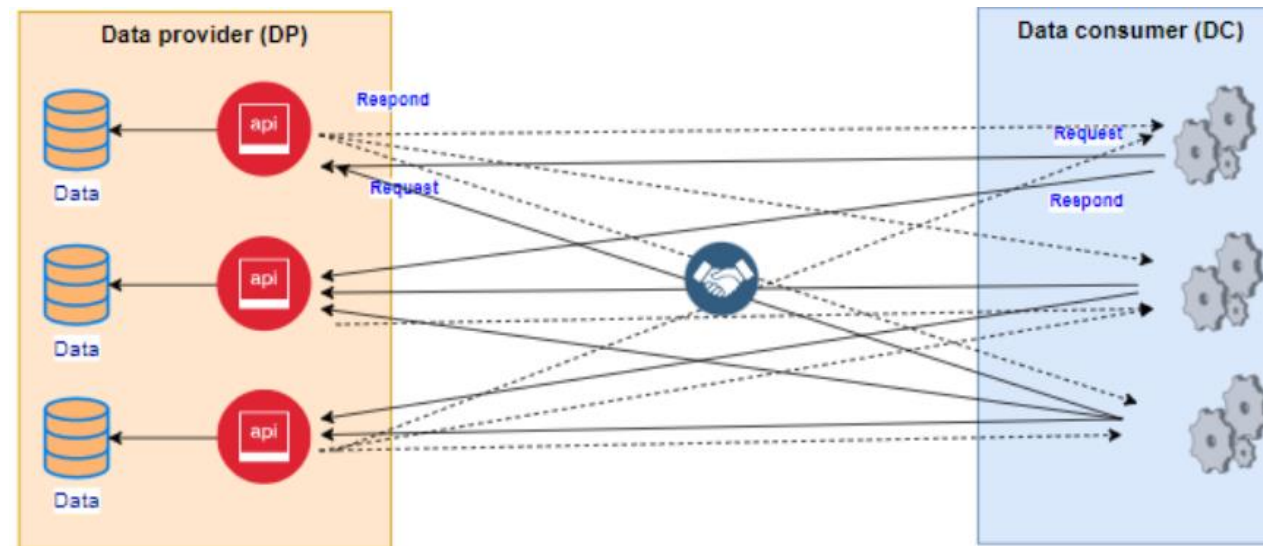 Data provider (DP)
Data consumer (DC)
Respond
api
Request
Data
Request
Respond
api
Data
api
Data